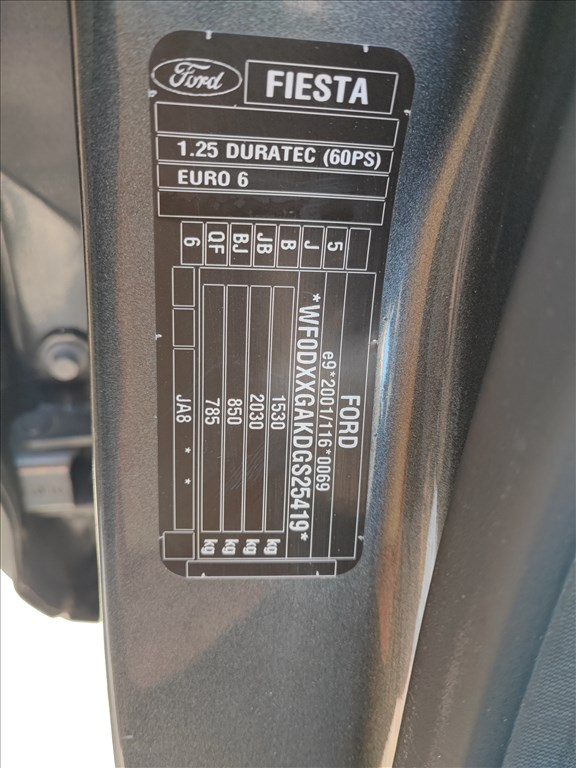 Ford
FIESTA
1.25 DURATEC (60PS)
EURO 6
FORD
e9*2001/116*0069
*WF0DXXGAKDGS25419*
1530 kg
2030 kg
850 kg
785 kg
JA8 * *
5
J
B
JB
BJ
QF
6